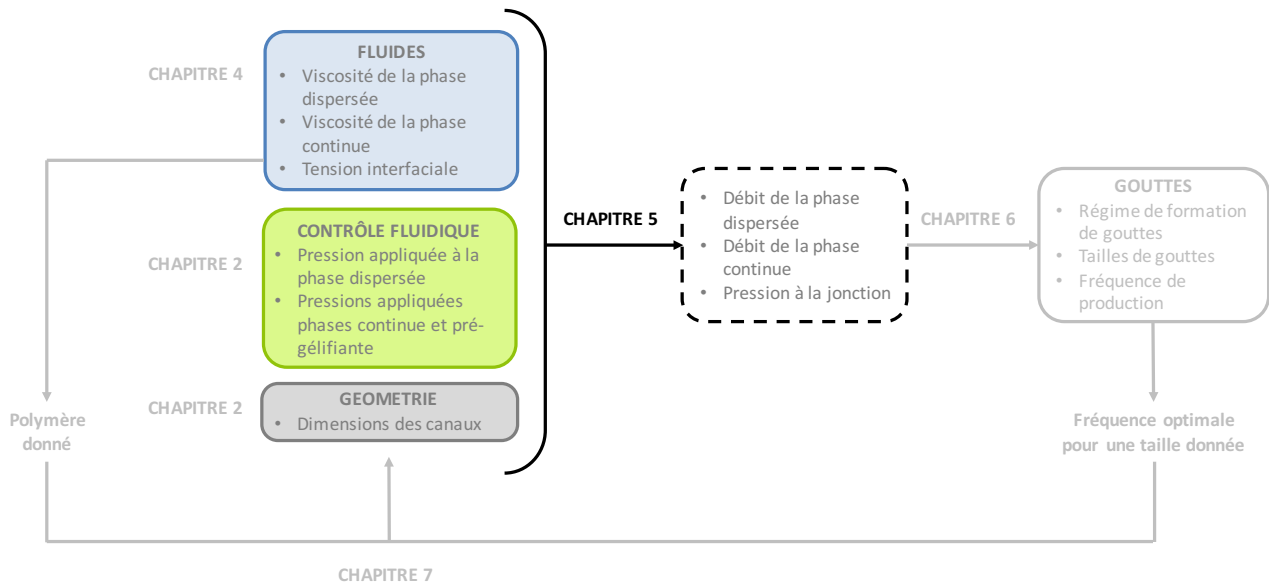 CHAPITRE 4
FLUIDES
• Viscosité de la phase
dispersée
• Viscosité de la phase
continue
• Tension interfaciale
CHAPITRE 2
CONTRÔLE FLUIDIQUE
• Pression appliquée à la
phase dispersée
• Pressions appliquées
phases continue et pré-
gélifiante
CHAPITRE 2
GEOMETRIE
• Dimensions des canaux
CHAPITRE 5
• Débit de la phase
dispersée
• Débit de la phase
continue
• Pression à la jonction
CHAPITRE 6
GOUTTES
• Régime de formation
de gouttes
• Tailles de gouttes
• Fréquence de
production
Polymère
donné
Fréquence optimale
pour une taille donnée
CHAPITRE 7